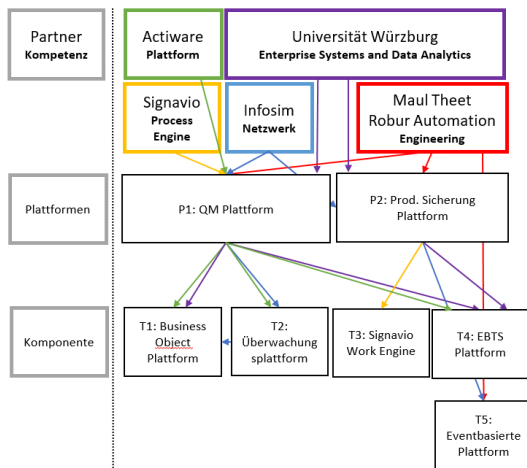 Partner
Kompetenz
Actiware
Plattform
Universität Würzburg
Enterprise Systems and Data Analytics
Signavio
Process
Engine
Infosim
Netzwerk
Maul Theet
Robur Automation
Engineering
Plattformen
P1: QM Plattform
P2: Prod. Sicherung
Plattform
Komponente
T1: Business
Object
Plattform
T2:
Überwachung
splattform
T3: Signavio
Work Engine
T4: EBTS
Plattform
T5:
Eventbasierte
Plattform